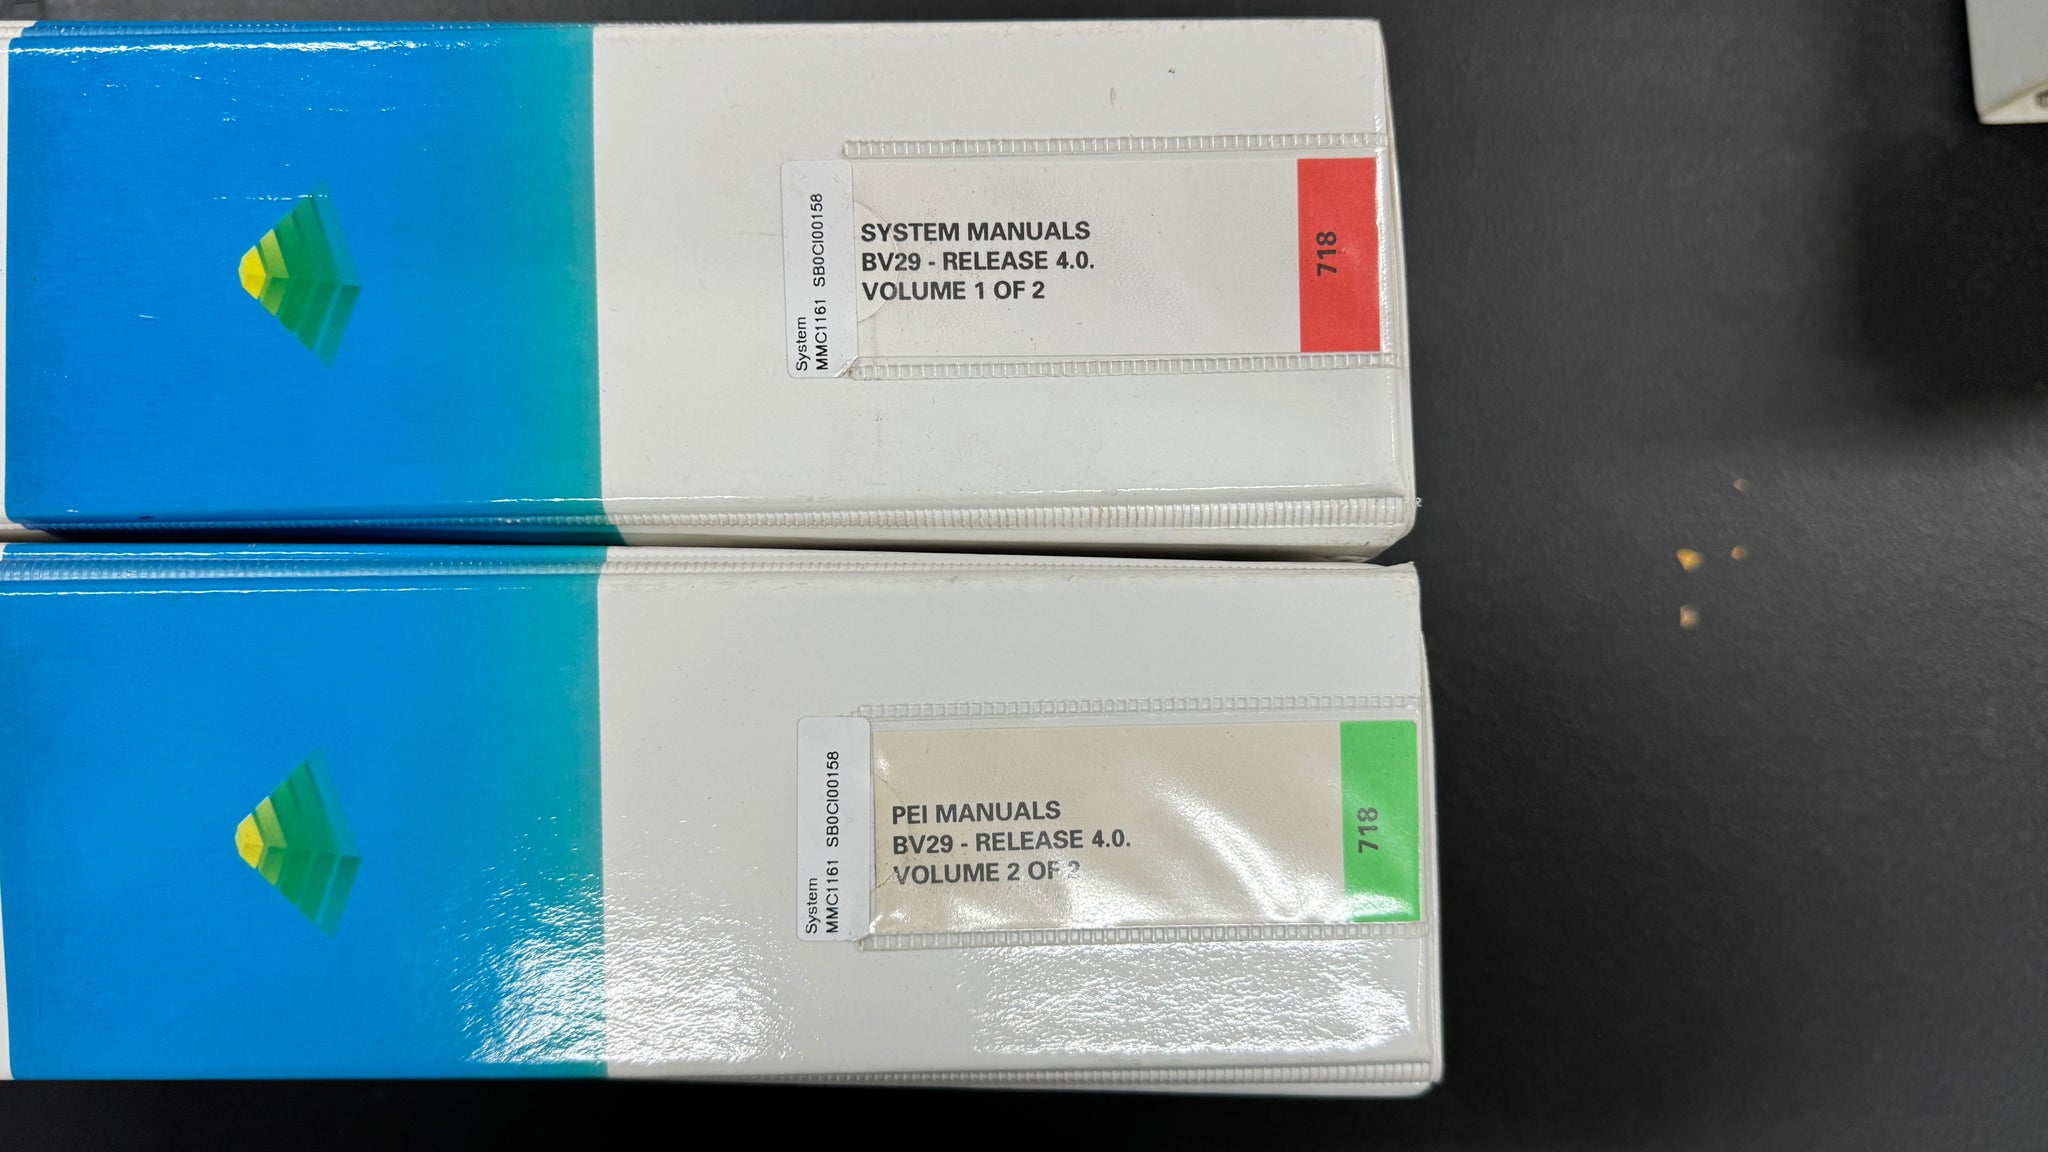 System
MMC1161 SB0CI00158
SYSTEM MANUALS
BV29 - RELEASE 4.0.
VOLUME 1 OF 2
718
System
MMC1161 SB0CI00158
PEI MANUALS
BV29 - RELEASE 4.0.
VOLUME 2 OF 2
718